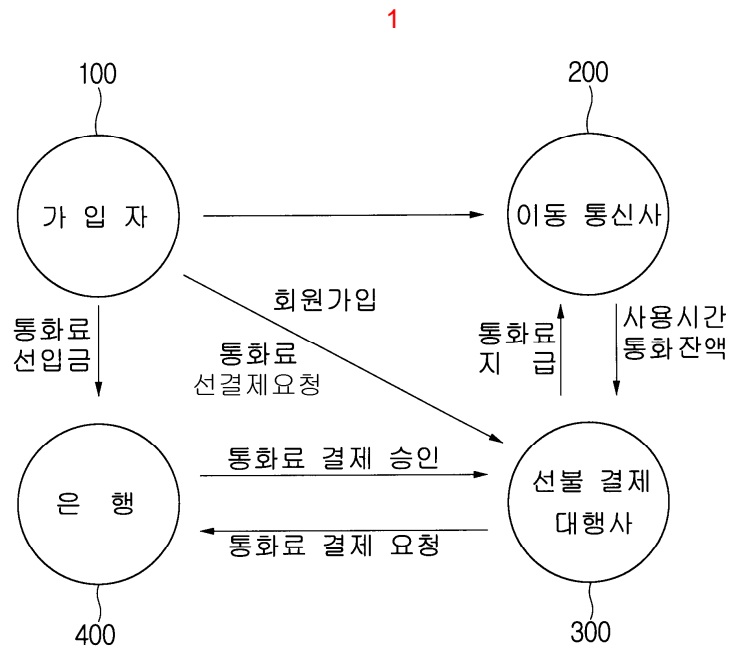 1
100
200
가 입 자
이동 통신사
회원가입
통화료
선입금
통화료
선결제요청
통화료
지 급
사용시간
통화잔액
통화료 결제 승인
은 행
선불 결제
대행사
통화료 결제 요청
400
300